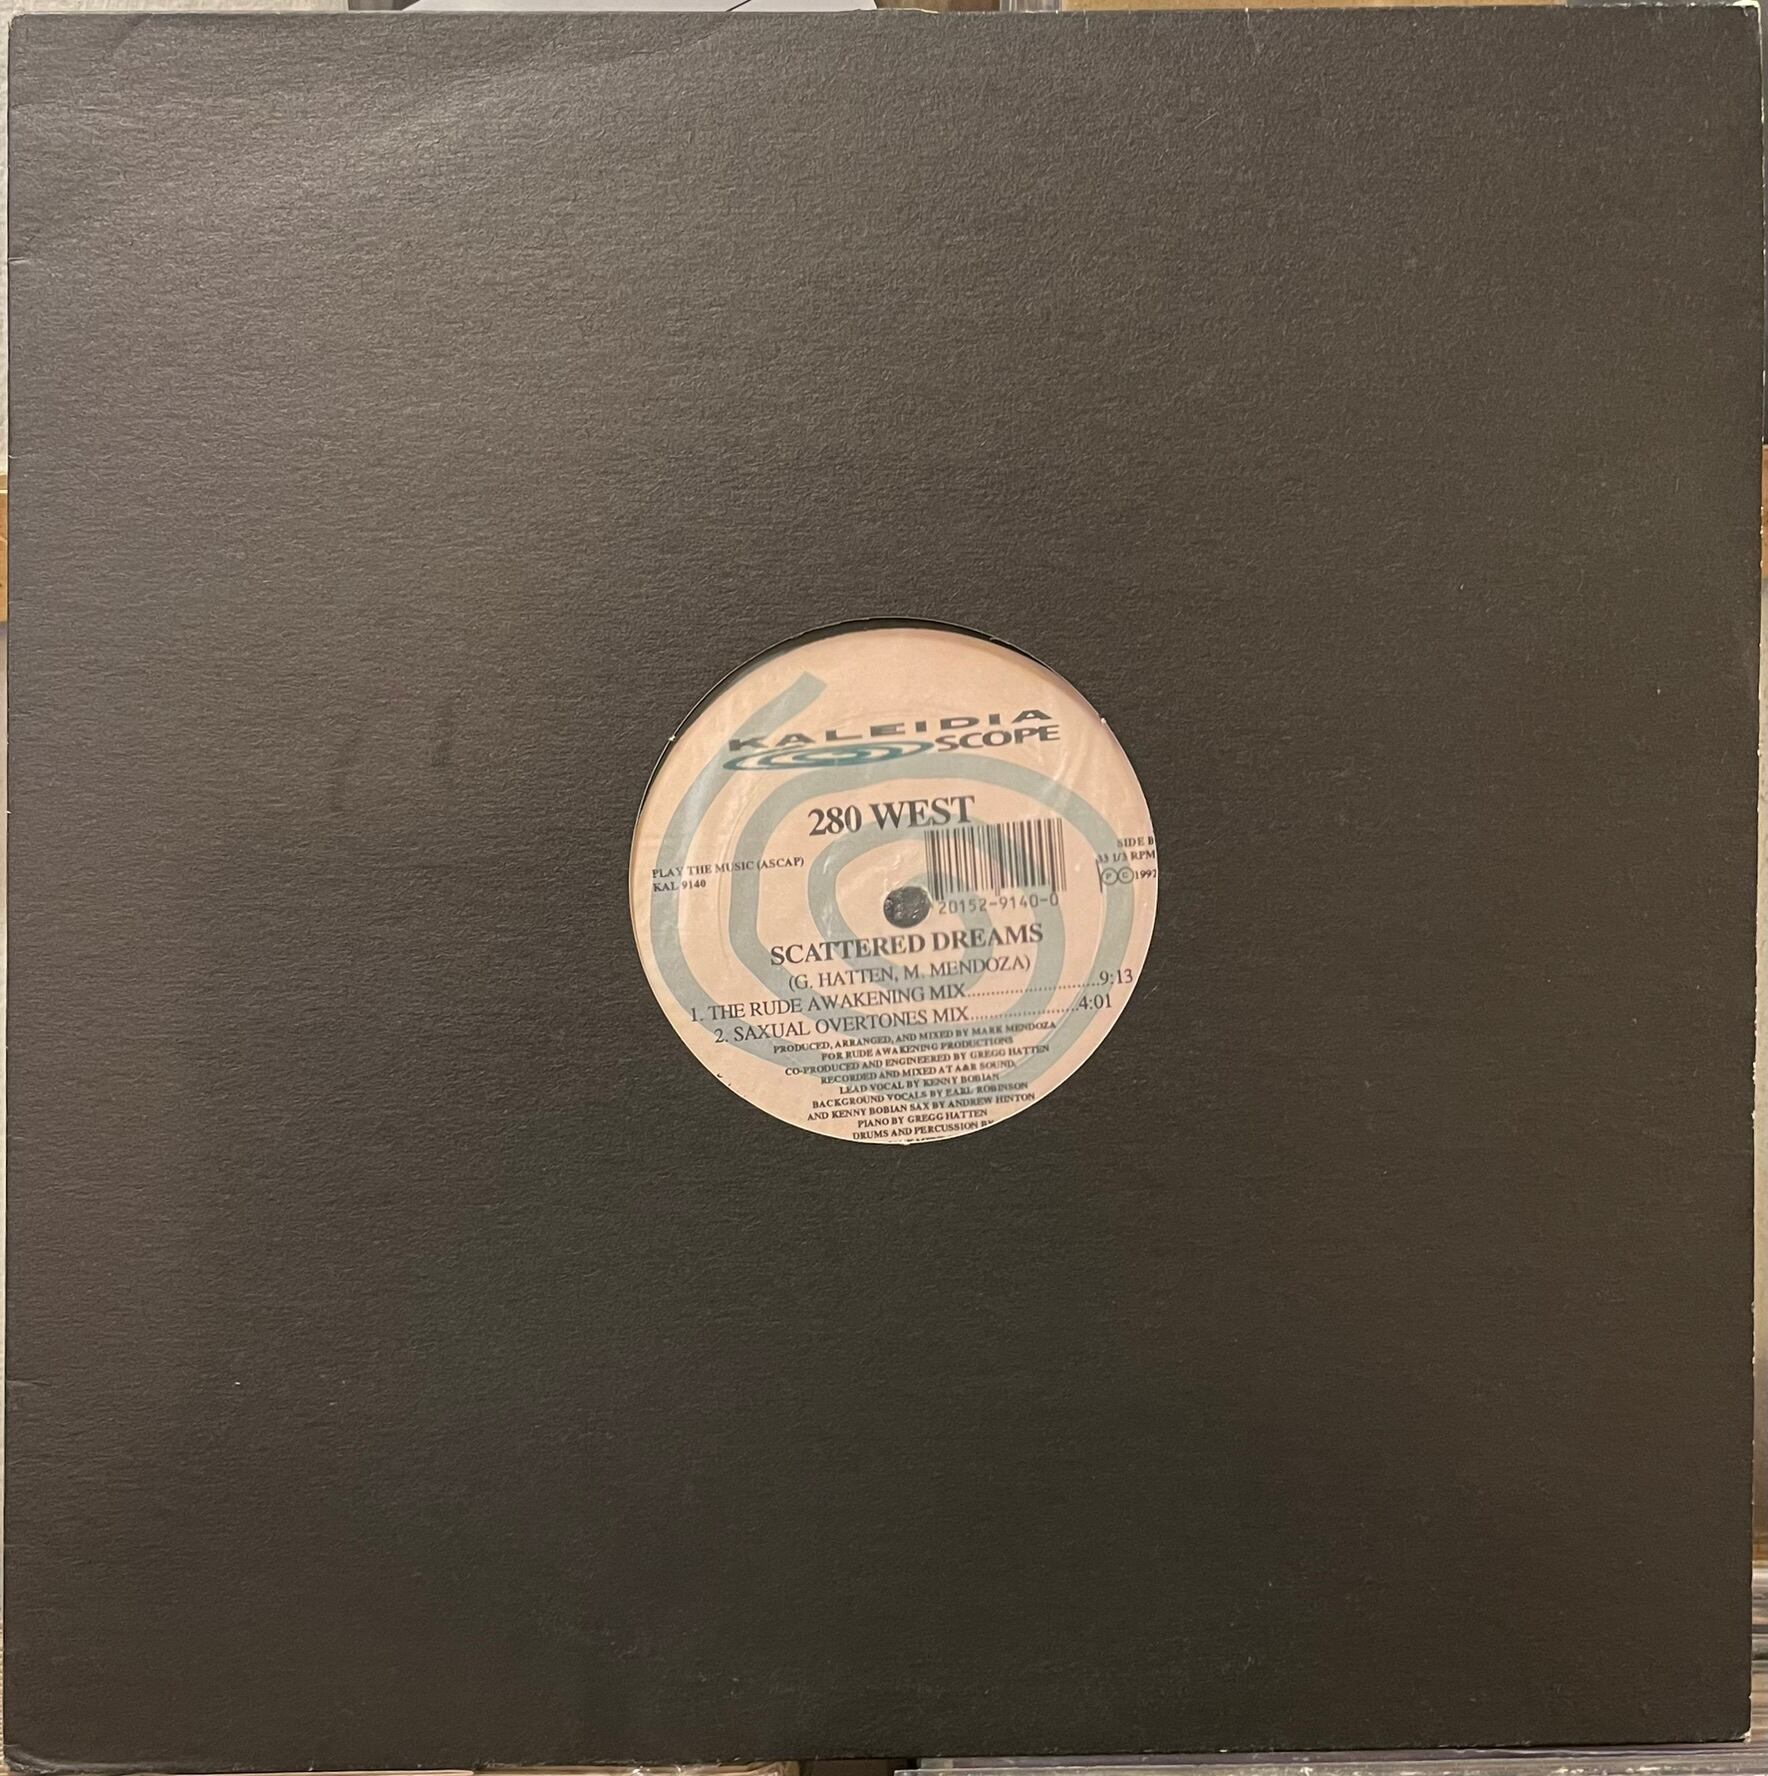 KALEIDIA
SCOPE
280 WEST
PLAY THE MUSIC (ASCAP)
KAL 9140
SIDE B
33 1/3 RPM
Ⓟ©1992
20152-9140-0
SCATTERED DREAMS
(G. HATTEN, M. MENDOZA)
1. THE RUDE AWAKENING MIX............................9:13
2. SAXUAL OVERTONES MIX.......................4:01
PRODUCED, ARRANGED, AND MIXED BY MARK MENDOZA
FOR RUDE AWAKENING PRODUCTIONS
CO-PRODUCED AND ENGINEERED BY GREGG HATTEN
RECORDED AND MIXED AT A&R SOUND,
LEAD VOCAL BY KENNY BOBIAN
BACKGROUND VOCALS BY EARL ROBINSON
AND KENNY BOBIAN SAX BY ANDREW HINTON
PIANO BY GREGG HATTEN
DRUMS AND PERCUSSION BY